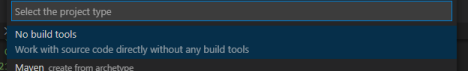 Select the project type
No build tools
Work with source code directly without any build tools
Maven create from archetype